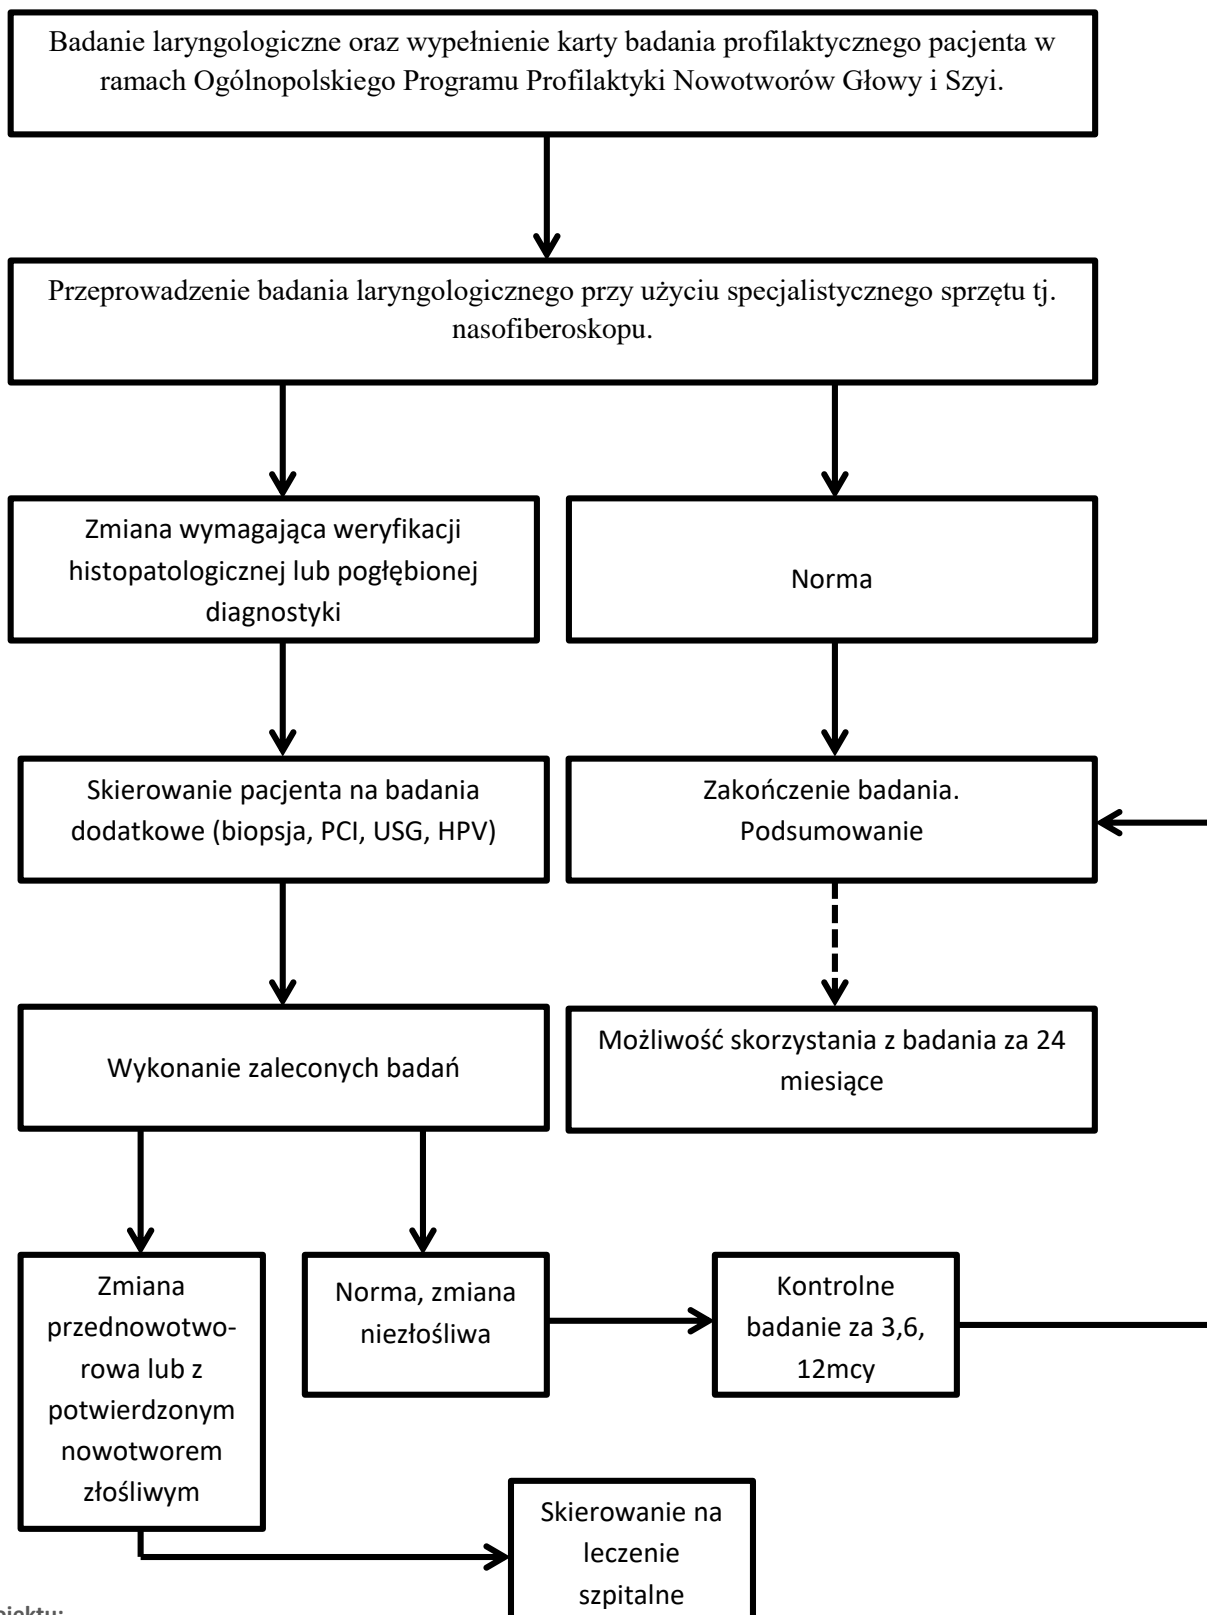 Badanie laryngologiczne oraz wypełnienie karty badania profilaktycznego pacjenta w
ramach Ogólnopolskiego Programu Profilaktyki Nowotworów Głowy i Szyi.
Przeprowadzenie badania laryngologicznego przy użyciu specjalistycznego sprzętu tj.
nasofiberoskopu.
Zmiana wymagająca weryfikacji
histopatologicznej lub pogłębionej
diagnostyki
Norma
Skierowanie pacjenta na badania
dodatkowe (biopsja, PCI, USG, HPV)
Zakończenie badania.
Podsumowanie
Wykonanie zaleconych badań
Możliwość skorzystania z badania za 24
miesiące
Zmiana
przednowotwo-
rowa lub z
potwierdzonym
nowotworem
złośliwym
Norma, zmiana
niezłośliwa
Kontrolne
badanie za 3,6,
12mcy
Skierowanie na
leczenie
szpitalne